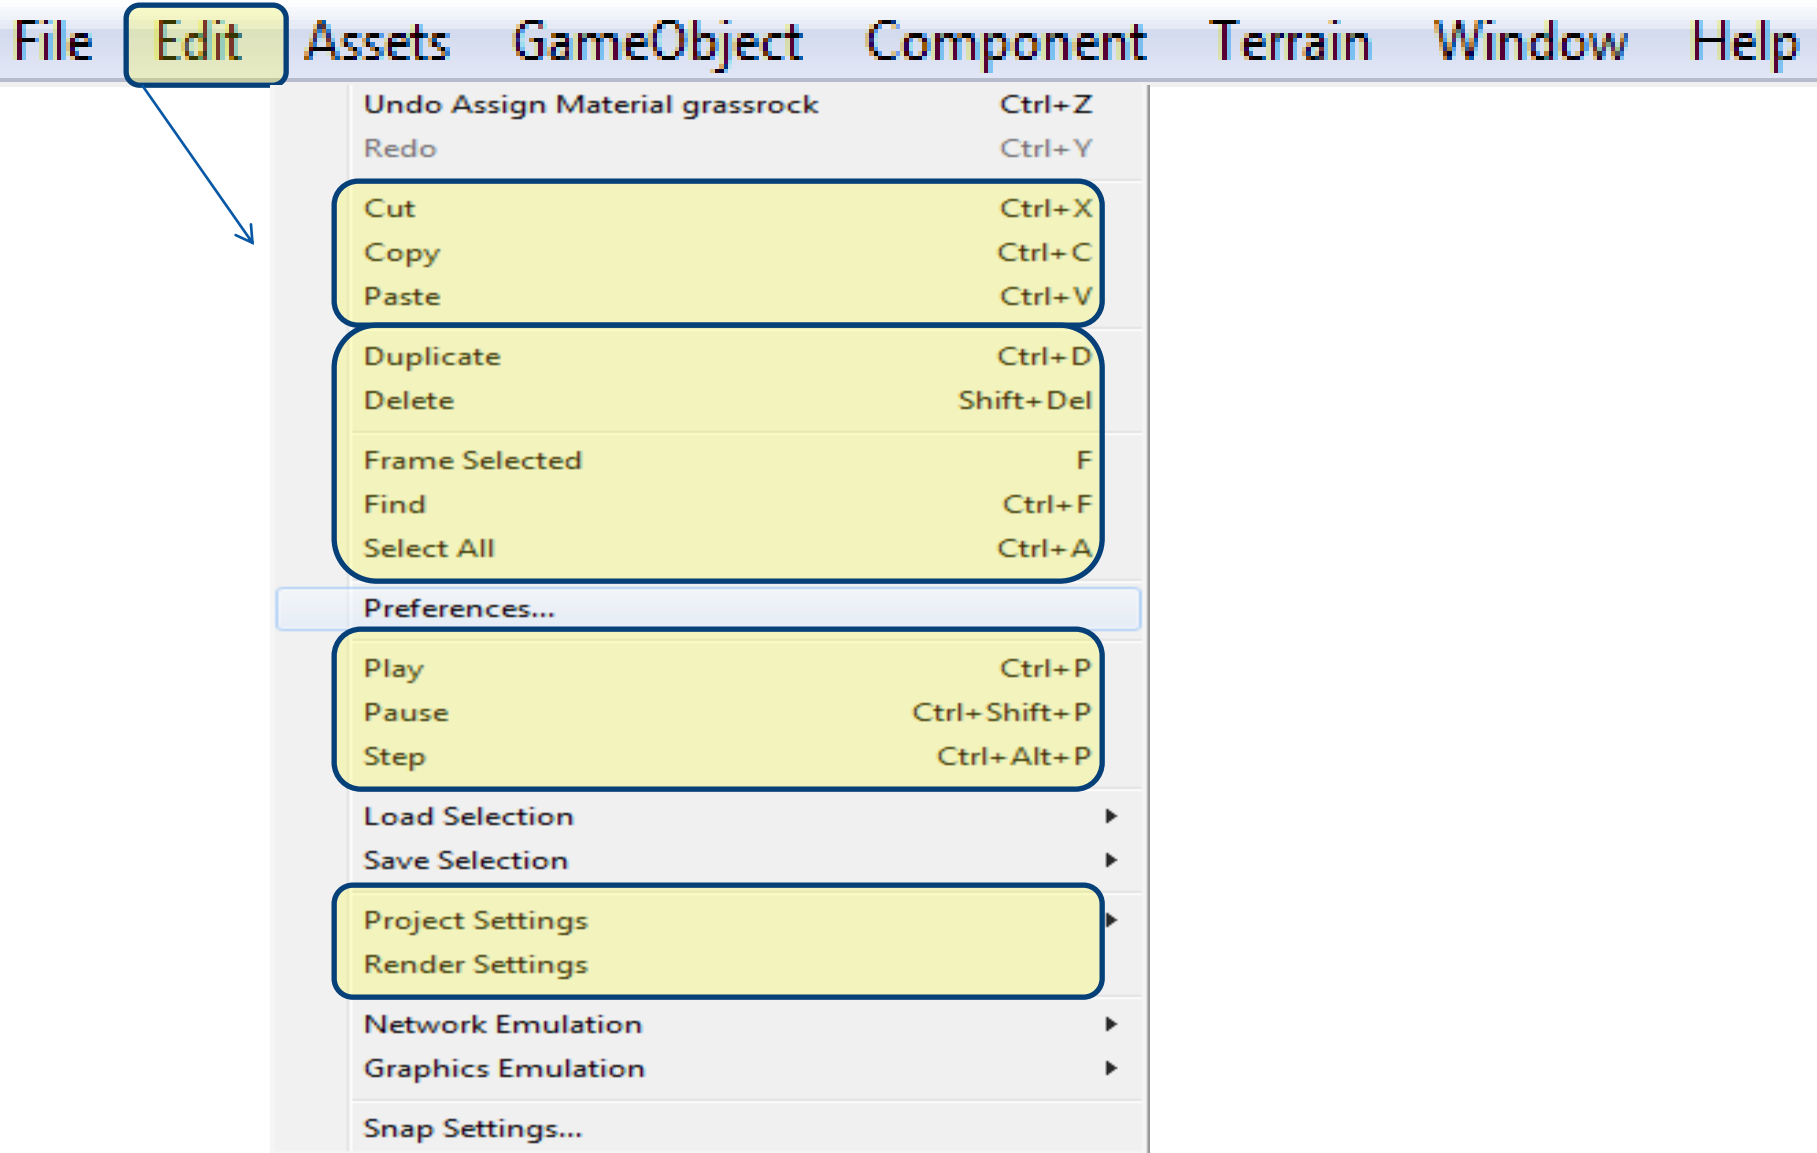 File Edit Assets GameObject Component Terrain Window Help
Undo Assign Material grassrock Ctrl+Z
Redo Ctrl+Y
Cut Ctrl+X
Copy Ctrl+C
Paste Ctrl+V
Duplicate Ctrl+D
Delete Shift+Del
Frame Selected F
Find Ctrl+F
Select All Ctrl+A
Preferences...
Play Ctrl+P
Pause Ctrl+Shift+P
Step Ctrl+Alt+P
Load Selection
Save Selection
Project Settings
Render Settings
Network Emulation
Graphics Emulation
Snap Settings...